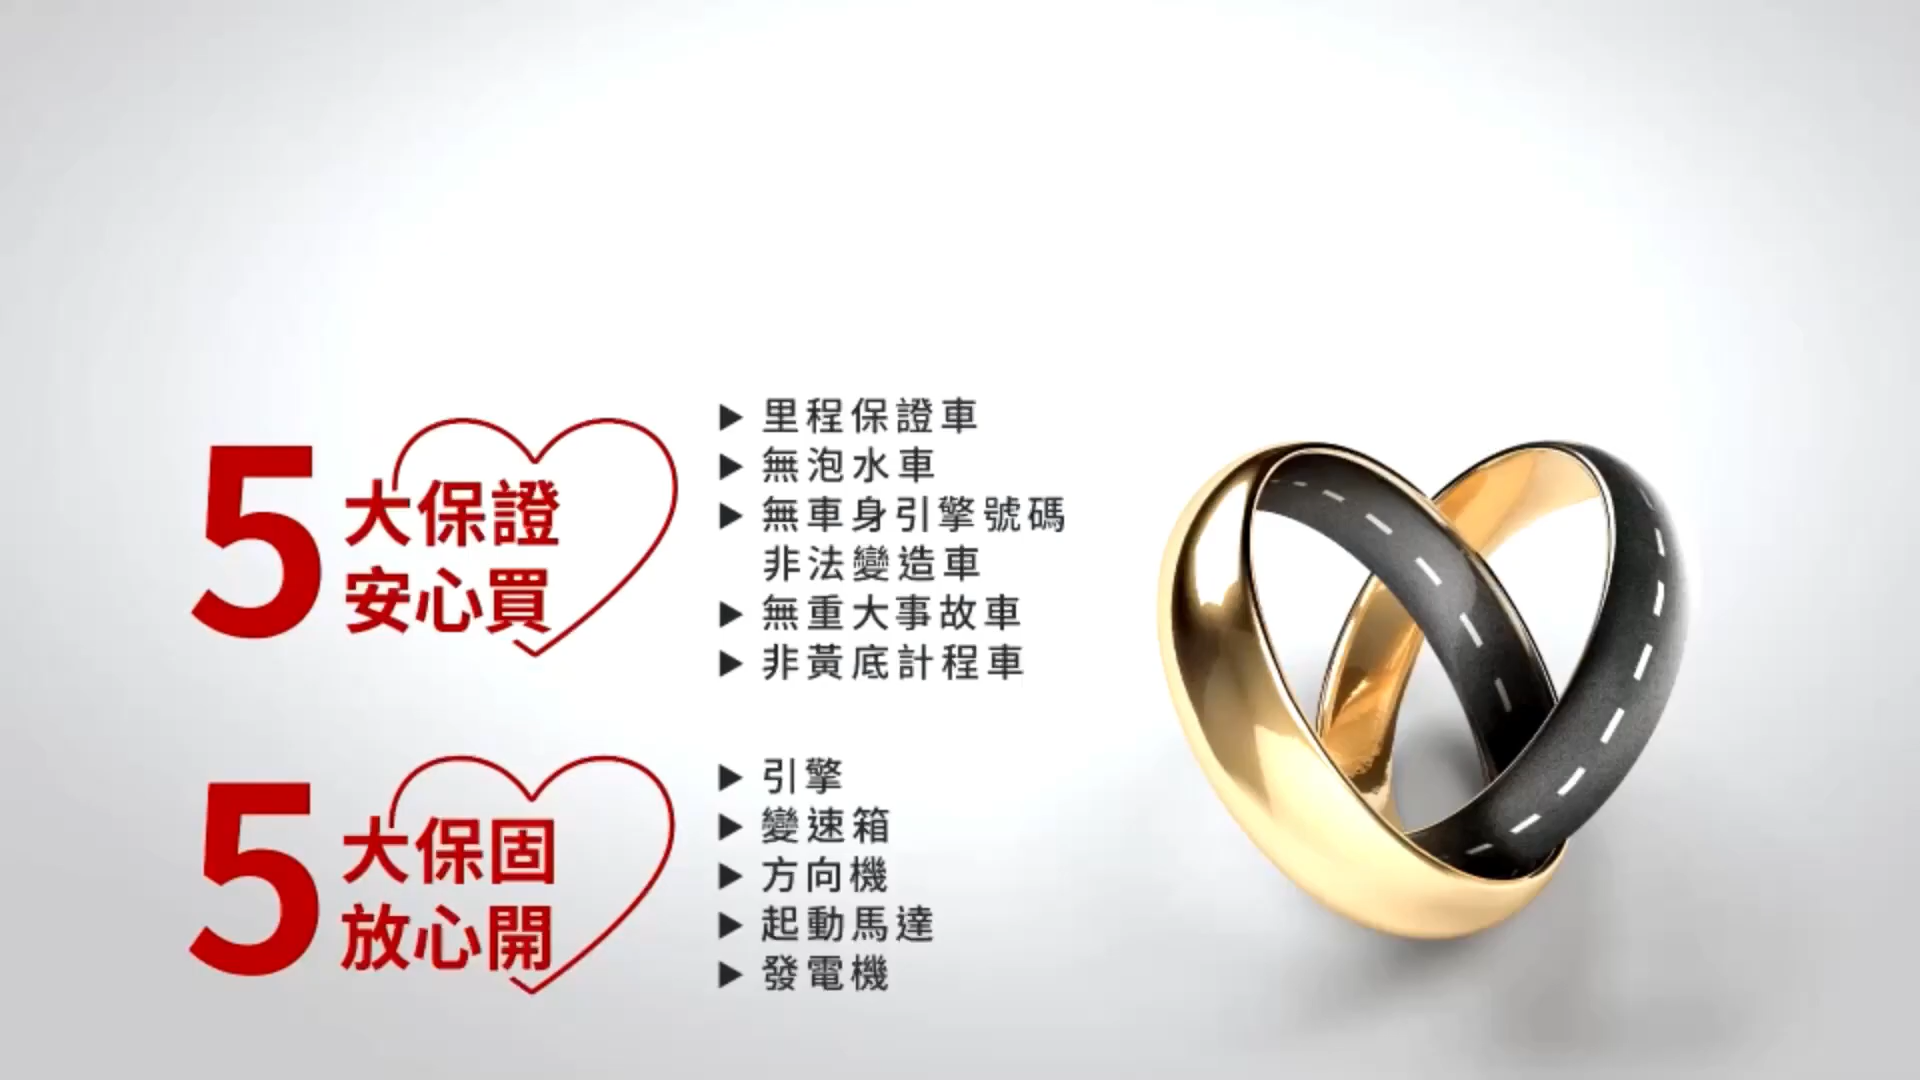 5大保證
安心買
▶ 里程保證車
▶ 無泡水車
▶ 無車身引擎號碼
非法變造車
▶ 無重大事故車
▶ 非黃底計程車
5大保固
放心開
▶ 引擎
▶ 變速箱
▶ 方向機
▶ 起動馬達
▶ 發電機